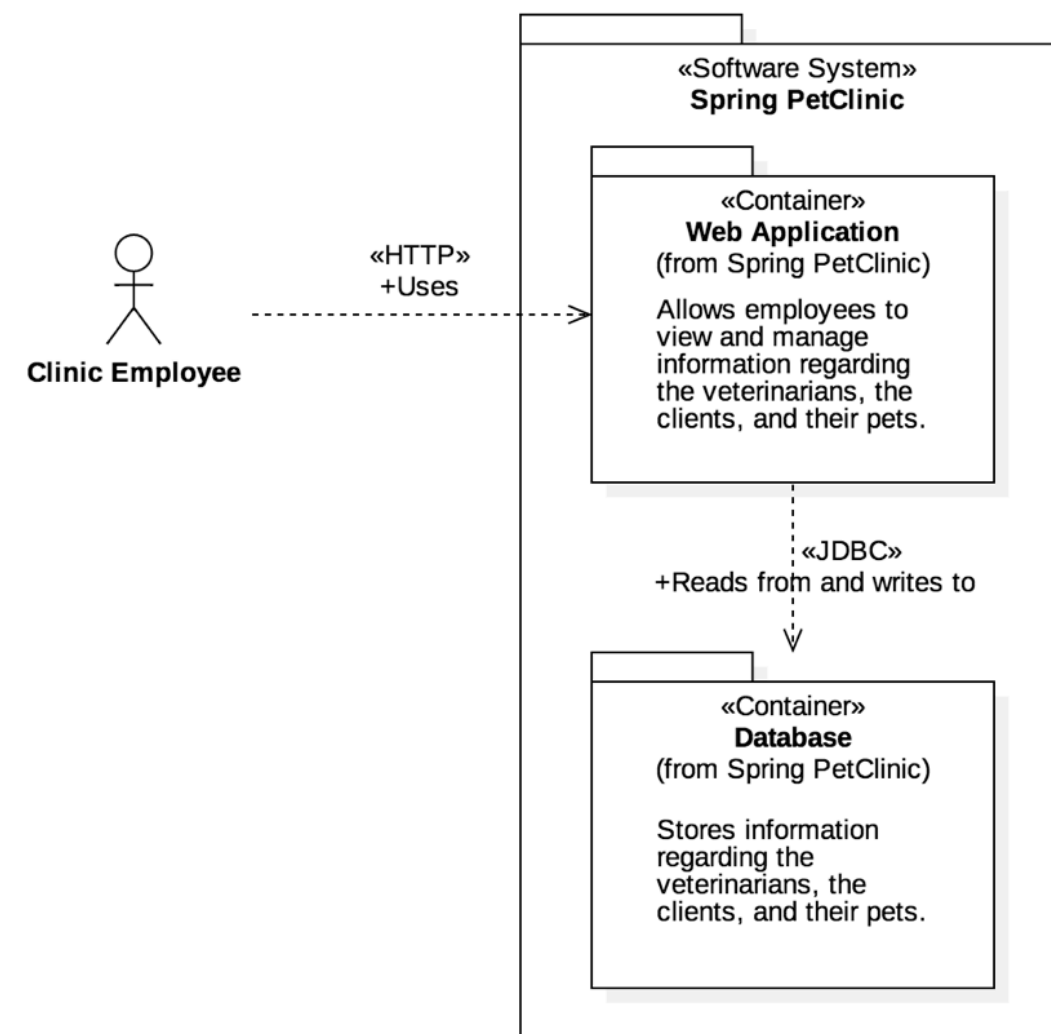 «Software System»
Spring PetClinic
«Container»
Web Application
(from Spring PetClinic)
Allows employees to
view and manage
information regarding
the veterinarians, the
clients, and their pets.
«HTTP»
+Uses
Clinic Employee
«JDBC»
+Reads from and writes to
«Container»
Database
(from Spring PetClinic)
Stores information
regarding the
veterinarians, the
clients, and their pets.